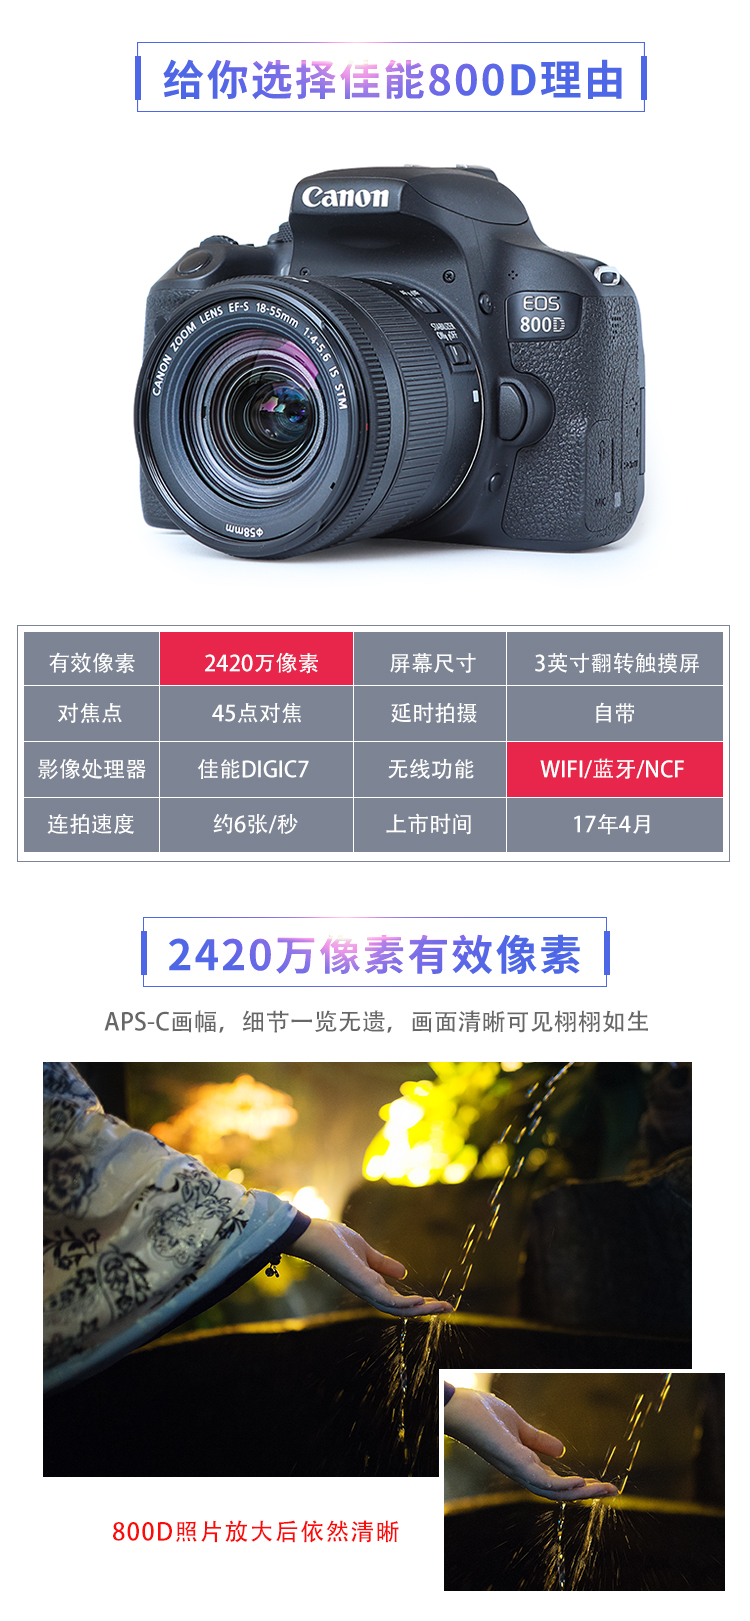 给你选择佳能800D理由
Canon
EOS
800D
CANON ZOOM LENS EF-S 18-55mm 1:4-5.6 IS STM
STABILIZER
ON OFF
Φ58mm
有效像素 2420万像素 屏幕尺寸 3英寸翻转触摸屏
对焦点 45点对焦 延时拍摄 自带
影像处理器 佳能DIGIC7 无线功能 WIFI/蓝牙/NCF
连拍速度 约6张/秒 上市时间 17年4月
2420万像素有效像素
APS-C画幅，细节一览无遗，画面清晰可见栩栩如生
800D照片放大后依然清晰